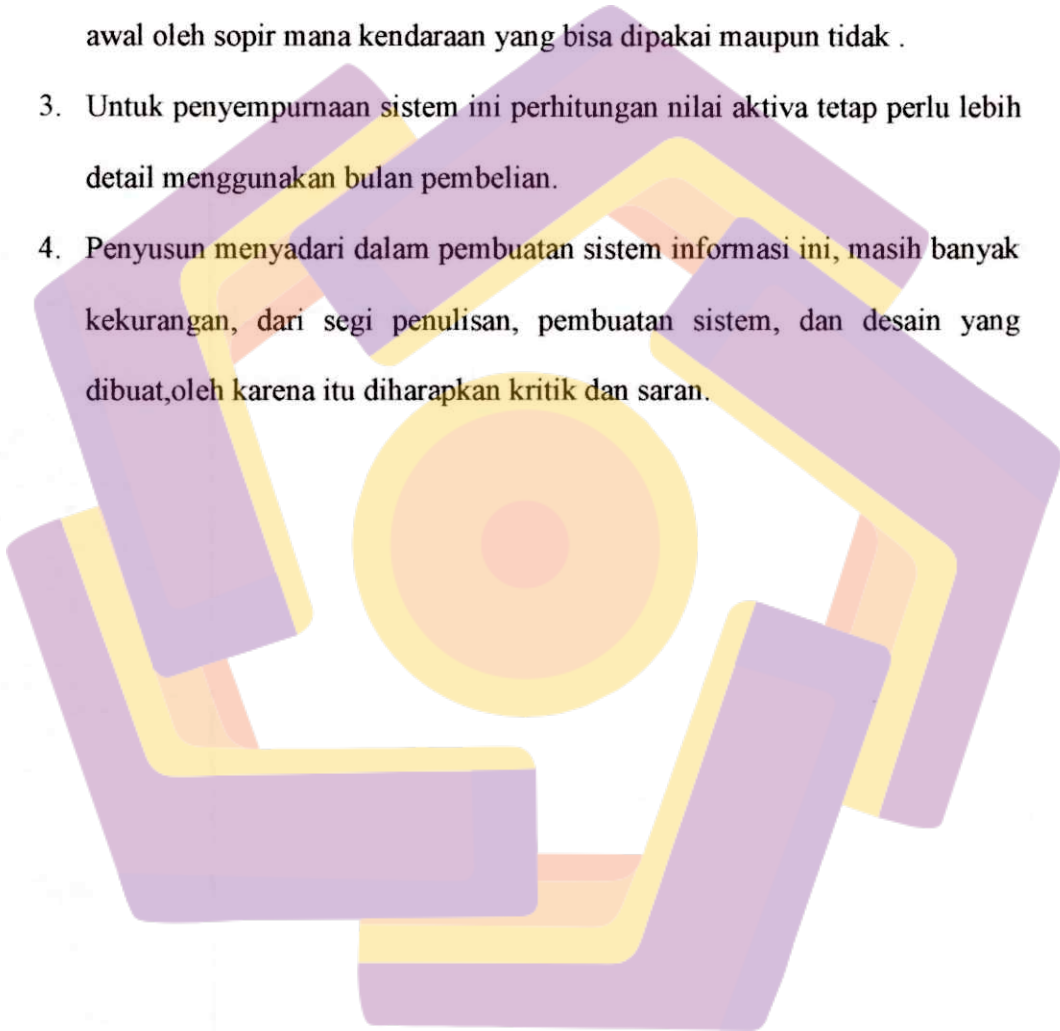 awal oleh sopir mana kendaraan yang bisa dipakai maupun tidak .
3. Untuk penyempurnaan sistem ini perhitungan nilai aktiva tetap perlu lebih
detail menggunakan bulan pembelian.
4. Penyusun menyadari dalam pembuatan sistem informasi ini, masih banyak
kekurangan, dari segi penulisan, pembuatan sistem, dan desain yang
dibuat,oleh karena itu diharapkan kritik dan saran.